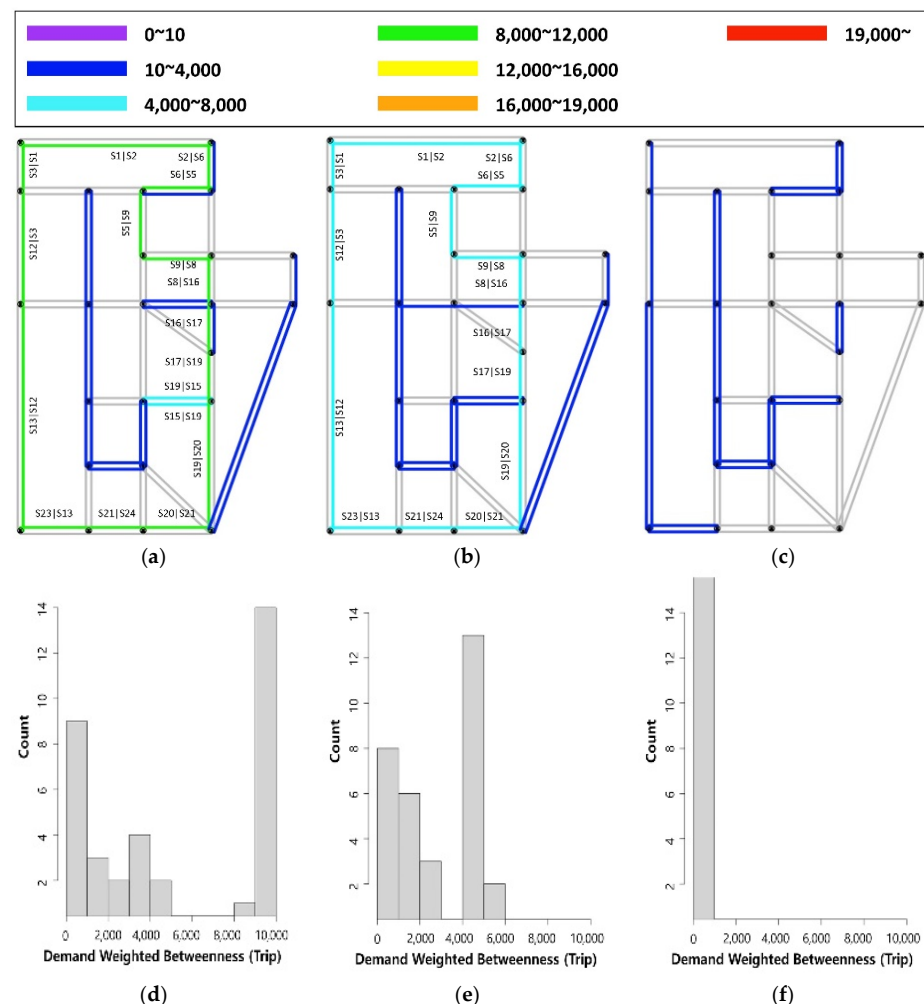 0~10 8,000~12,000 19,000~
10~4,000 12,000~16,000
4,000~8,000 16,000~19,000
S3|S1 S1|S2 S2|S6
S6|S5
S5|S9
S12|S3
S9|S8
S8|S16
S16|S17
S17|S19
S19|S15
S15|S19
S13|S12
S19|S20
S23|S13 S21|S24 S20|S21
(a)
S3|S1 S1|S2 S2|S6
S6|S5
S5|S9
S12|S3
S9|S8
S8|S16
S16|S17
S17|S19
S13|S12
S19|S20
S23|S13 S21|S24 S20|S21
(b)
(c)
Count
14
12
10
8
6
4
2
0 2,000 4,000 6,000 8,000 10,000
Demand Weighted Betweenness (Trip)
(d)
Count
14
12
10
8
6
4
2
0 2,000 4,000 6,000 8,000 10,000
Demand Weighted Betweenness (Trip)
(e)
Count
14
12
10
8
6
4
2
0 2,000 4,000 6,000 8,000 10,000
Demand Weighted Betweenness (Trip)
(f)